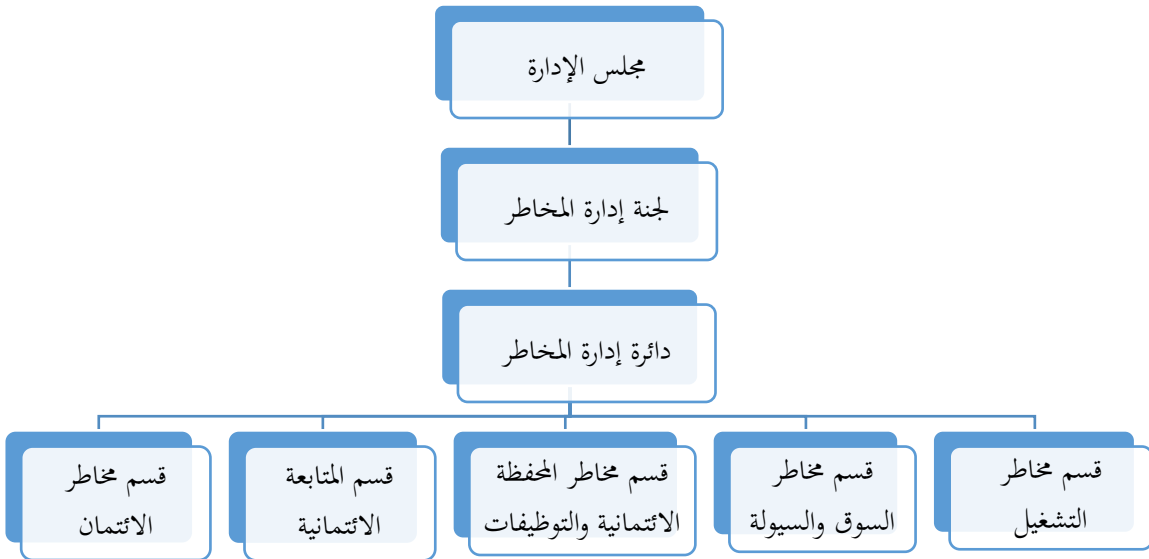 مجلس الإدارة
لجنة إدارة المخاطر
دائرة إدارة المخاطر
قسم مخاطر
التشغيل
قسم مخاطر
السوق والسيولة
قسم مخاطر المحفظة
الائتمانية والتوظيفات
قسم المتابعة
الائتمانية
قسم مخاطر
الائتمان